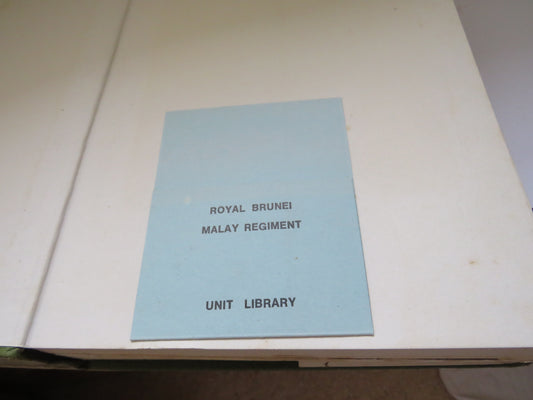 ROYAL BRUNEI
MALAY REGIMENT
UNIT LIBRARY